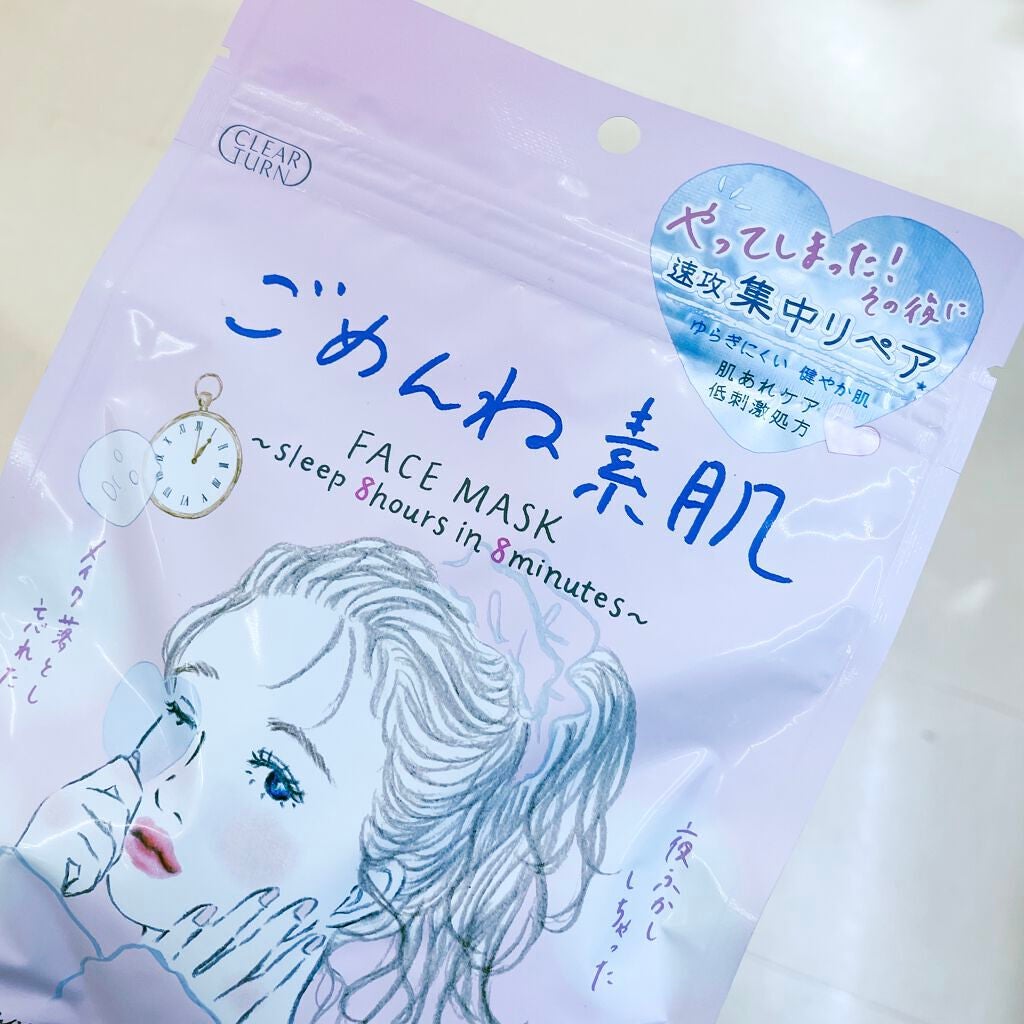 CLEAR
TURN
やってしまった!
その後に
速攻 集中リペア
ゆらぎにくい 健やか肌
肌あれケア
低刺激処方
ごめんね素肌
FACE MASK
~sleep 8hours in 8minutes~
メイク落とし
忘れた
夜ふかし
しちゃった